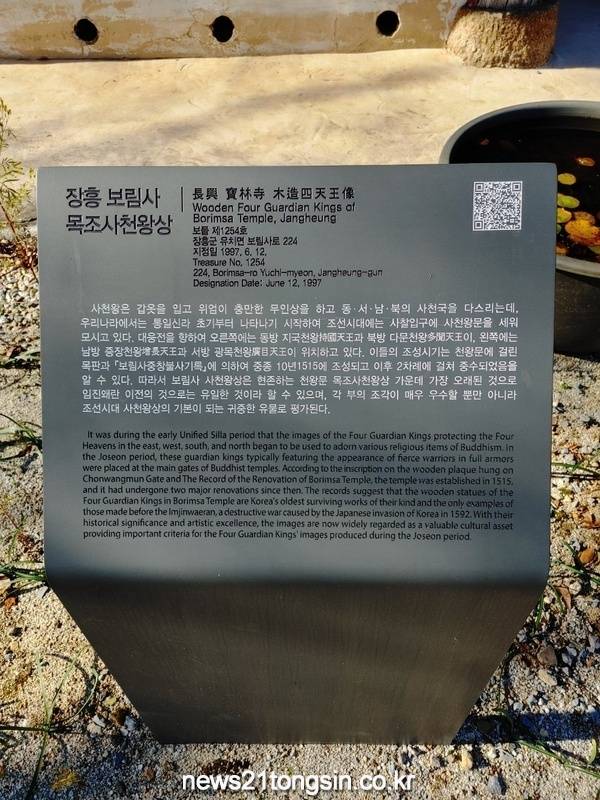 장흥 보림사
목조사천왕상
長興 寶林寺 木造四天王像
Wooden Four Guardian Kings of
Borimsa Temple, Jangheung
보물 제1254호
장흥군 유치면 보림사로 224
지정일 1997. 6. 12.
Treasure No. 1254
224, Borimsa-ro Yuchi-myeon, Jangheung-gun
Designation Date: June 12, 1997
사천왕은 갑옷을 입고 위엄이 충만한 무인상을 하고 동·서·남·북의 사천국을 다스리는데,
우리나라에서는 통일신라 초기부터 나타나기 시작하여 조선시대에는 사찰입구에 사천왕문을 세워
모시고 있다. 대웅전을 향하여 오른쪽에는 동방 지국천왕持國天王과 북방 다문천왕多聞天王이, 왼쪽에는
남방 증장천왕增長天王과 서방 광목천왕廣目天王이 위치하고 있다. 이들의 조성시기는 천왕문에 걸린
목판과 『보림사중창불사기록』에 의하여 중종 10년1515에 조성되고 이후 2차례에 걸쳐 중수되었음을
알 수 있다. 따라서 보림사 사천왕상은 현존하는 천왕문 목조사천왕상 가운데 가장 오래된 것으로
임진왜란 이전의 것으로는 유일한 것이라 할 수 있으며, 각 부의 조각이 매우 우수할 뿐만 아니라
조선시대 사천왕상의 기본이 되는 귀중한 유물로 평가된다.
It was during the early Unified Silla period that the images of the Four Guardian Kings protecting the Four
Heavens in the east, west, south, and north began to be used to adorn various religious items of Buddhism. In
the Joseon period, these guardian kings typically featuring the appearance of fierce warriors in full armors
were placed at the main gates of Buddhist temples. According to the inscription on the wooden plaque hung on
Chonwangmun Gate and The Record of the Renovation of Borimsa Temple, the temple was established in 1515,
and it had undergone two major renovations since then. The records suggest that the wooden statues of the
Four Guardian Kings in Borimsa Temple are Korea's oldest surviving works of their kind and the only examples of
those made before the Imjinwaeran, a destructive war caused by the Japanese invasion of Korea in 1592. With their
historical significance and artistic excellence, the images are now widely regarded as a valuable cultural asset
providing important criteria for the Four Guardian Kings' images produced during the Joseon period.
news21tongsin.co.kr